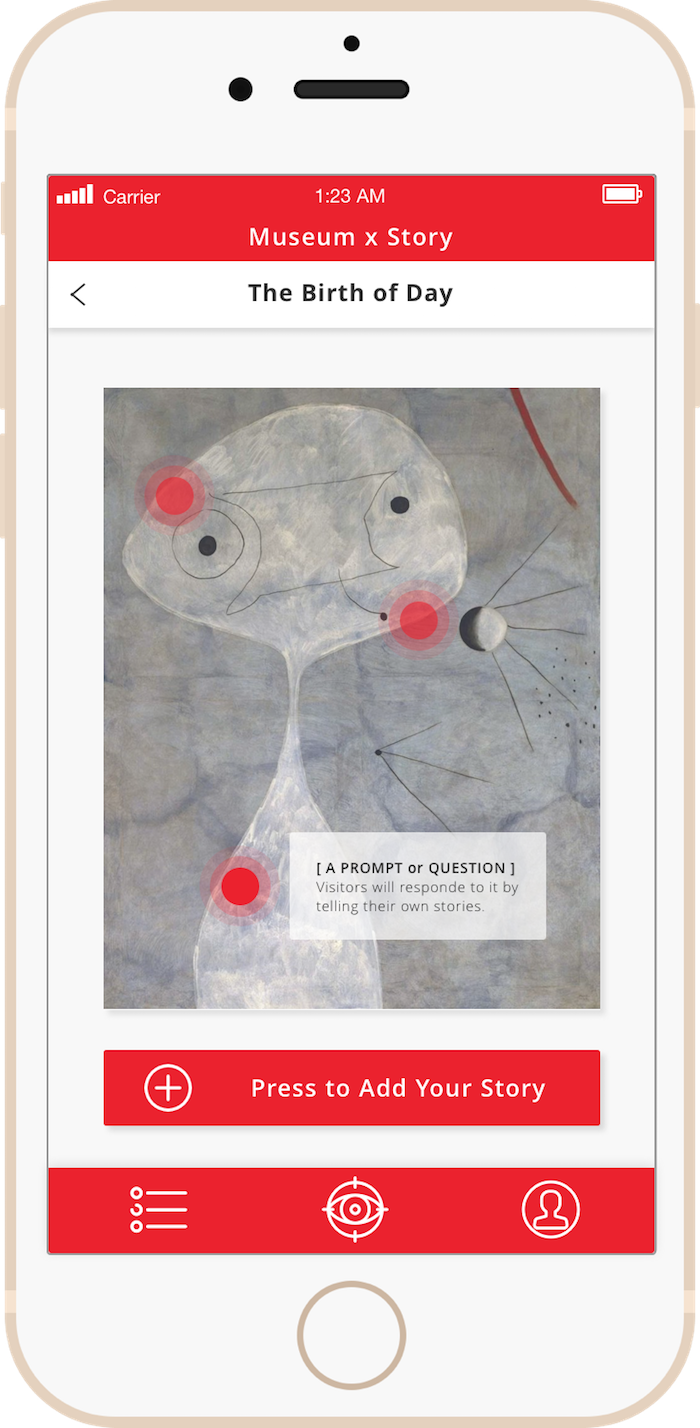 Carrier
1:23 AM
Museum x Story
The Birth of Day
[ A PROMPT or QUESTION ]
Visitors will responde to it by
telling their own stories.
Press to Add Your Story